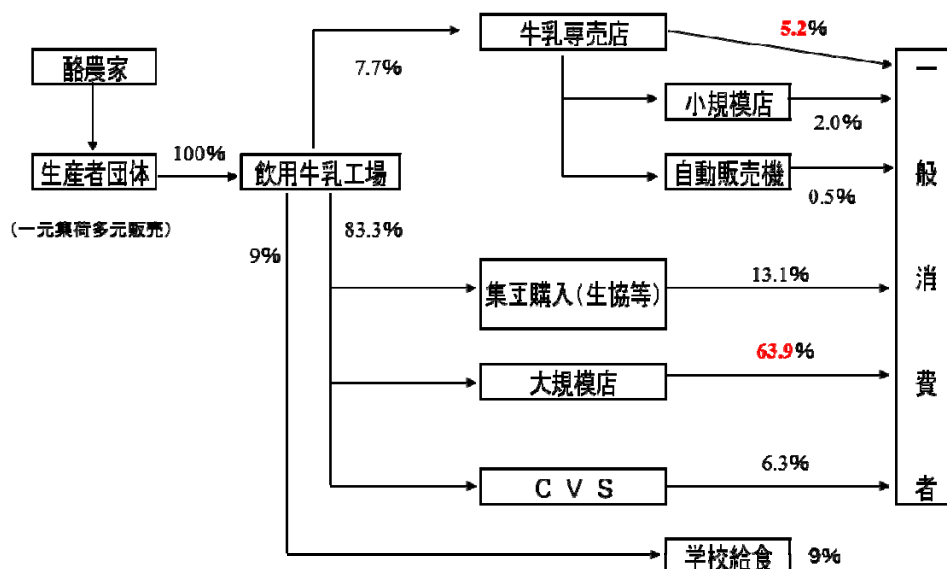 牛乳専売店
5.2%
酪農家
7.7%
小規模店
2.0%
生産者団体
100%
飲用牛乳工場
自動販売機
0.5%
(一元集荷多元販売)
9%
83.3%
集団購入(生協等)
13.1%
63.9%
大規模店
CVS
6.3%
学校給食 9%
一般消費者